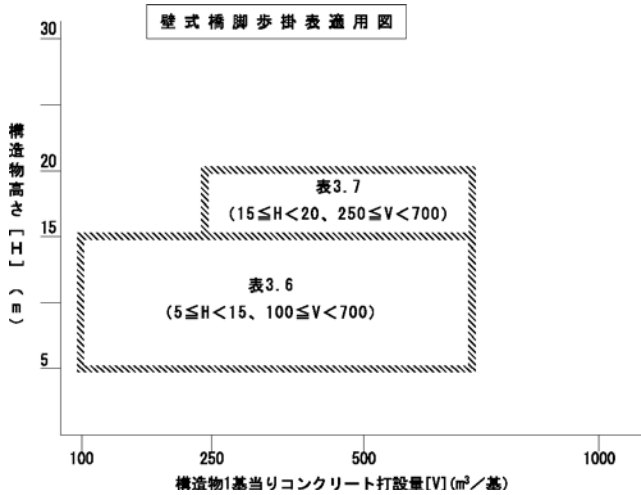 壁式橋脚歩掛表適用図
30
20
15
5
構造物高さ[H] (m)
表3.7
(15≦H<20、250≦V<700)
表3.6
(5≦H<15、100≦V<700)
100 250 500 1000
構造物1基当りコンクリート打設量[V](m³/基)